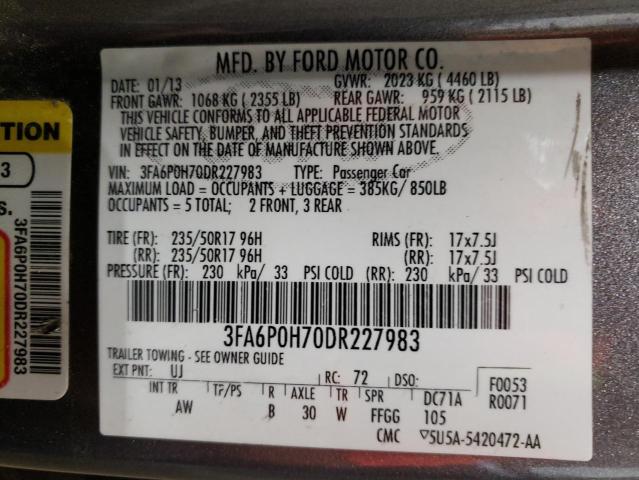 MFD. BY FORD MOTOR CO.
DATE: 01/13 GVWR: 2023 KG ( 4460 LB)
FRONT GAWR: 1068 KG ( 2355 LB) REAR GAWR: 959 KG ( 2115 LB)
THIS VEHICLE CONFORMS TO ALL APPLICABLE FEDERAL MOTOR
VEHICLE SAFETY, BUMPER, AND THEFT PREVENTION STANDARDS
IN EFFECT ON THE DATE OF MANUFACTURE SHOWN ABOVE.
VIN: 3FA6P0H70DR227983 TYPE: Passenger Car
MAXIMUM LOAD = OCCUPANTS + LUGGAGE = 385KG/ 850LB
OCCUPANTS = 5 TOTAL; 2 FRONT, 3 REAR
TIRE (FR): 235/50R17 96H RIMS (FR): 17x7.5J
(RR): 235/50R17 96H (RR): 17x7.5J
PRESSURE (FR): 230 kPa/ 33 PSI COLD (RR): 230 kPa/ 33 PSI COLD
3FA6P0H70DR227983
TRAILER TOWING - SEE OWNER GUIDE
EXT PNT: UJ RC: 72 DSO: F0053
INT TR TP/PS R AXLE TR SPR DC71A R0071
AW B 30 W FFGG 105
CMC ▽5U5A-5420472-AA
TION
3
S.
3FA6P0H70DR227983